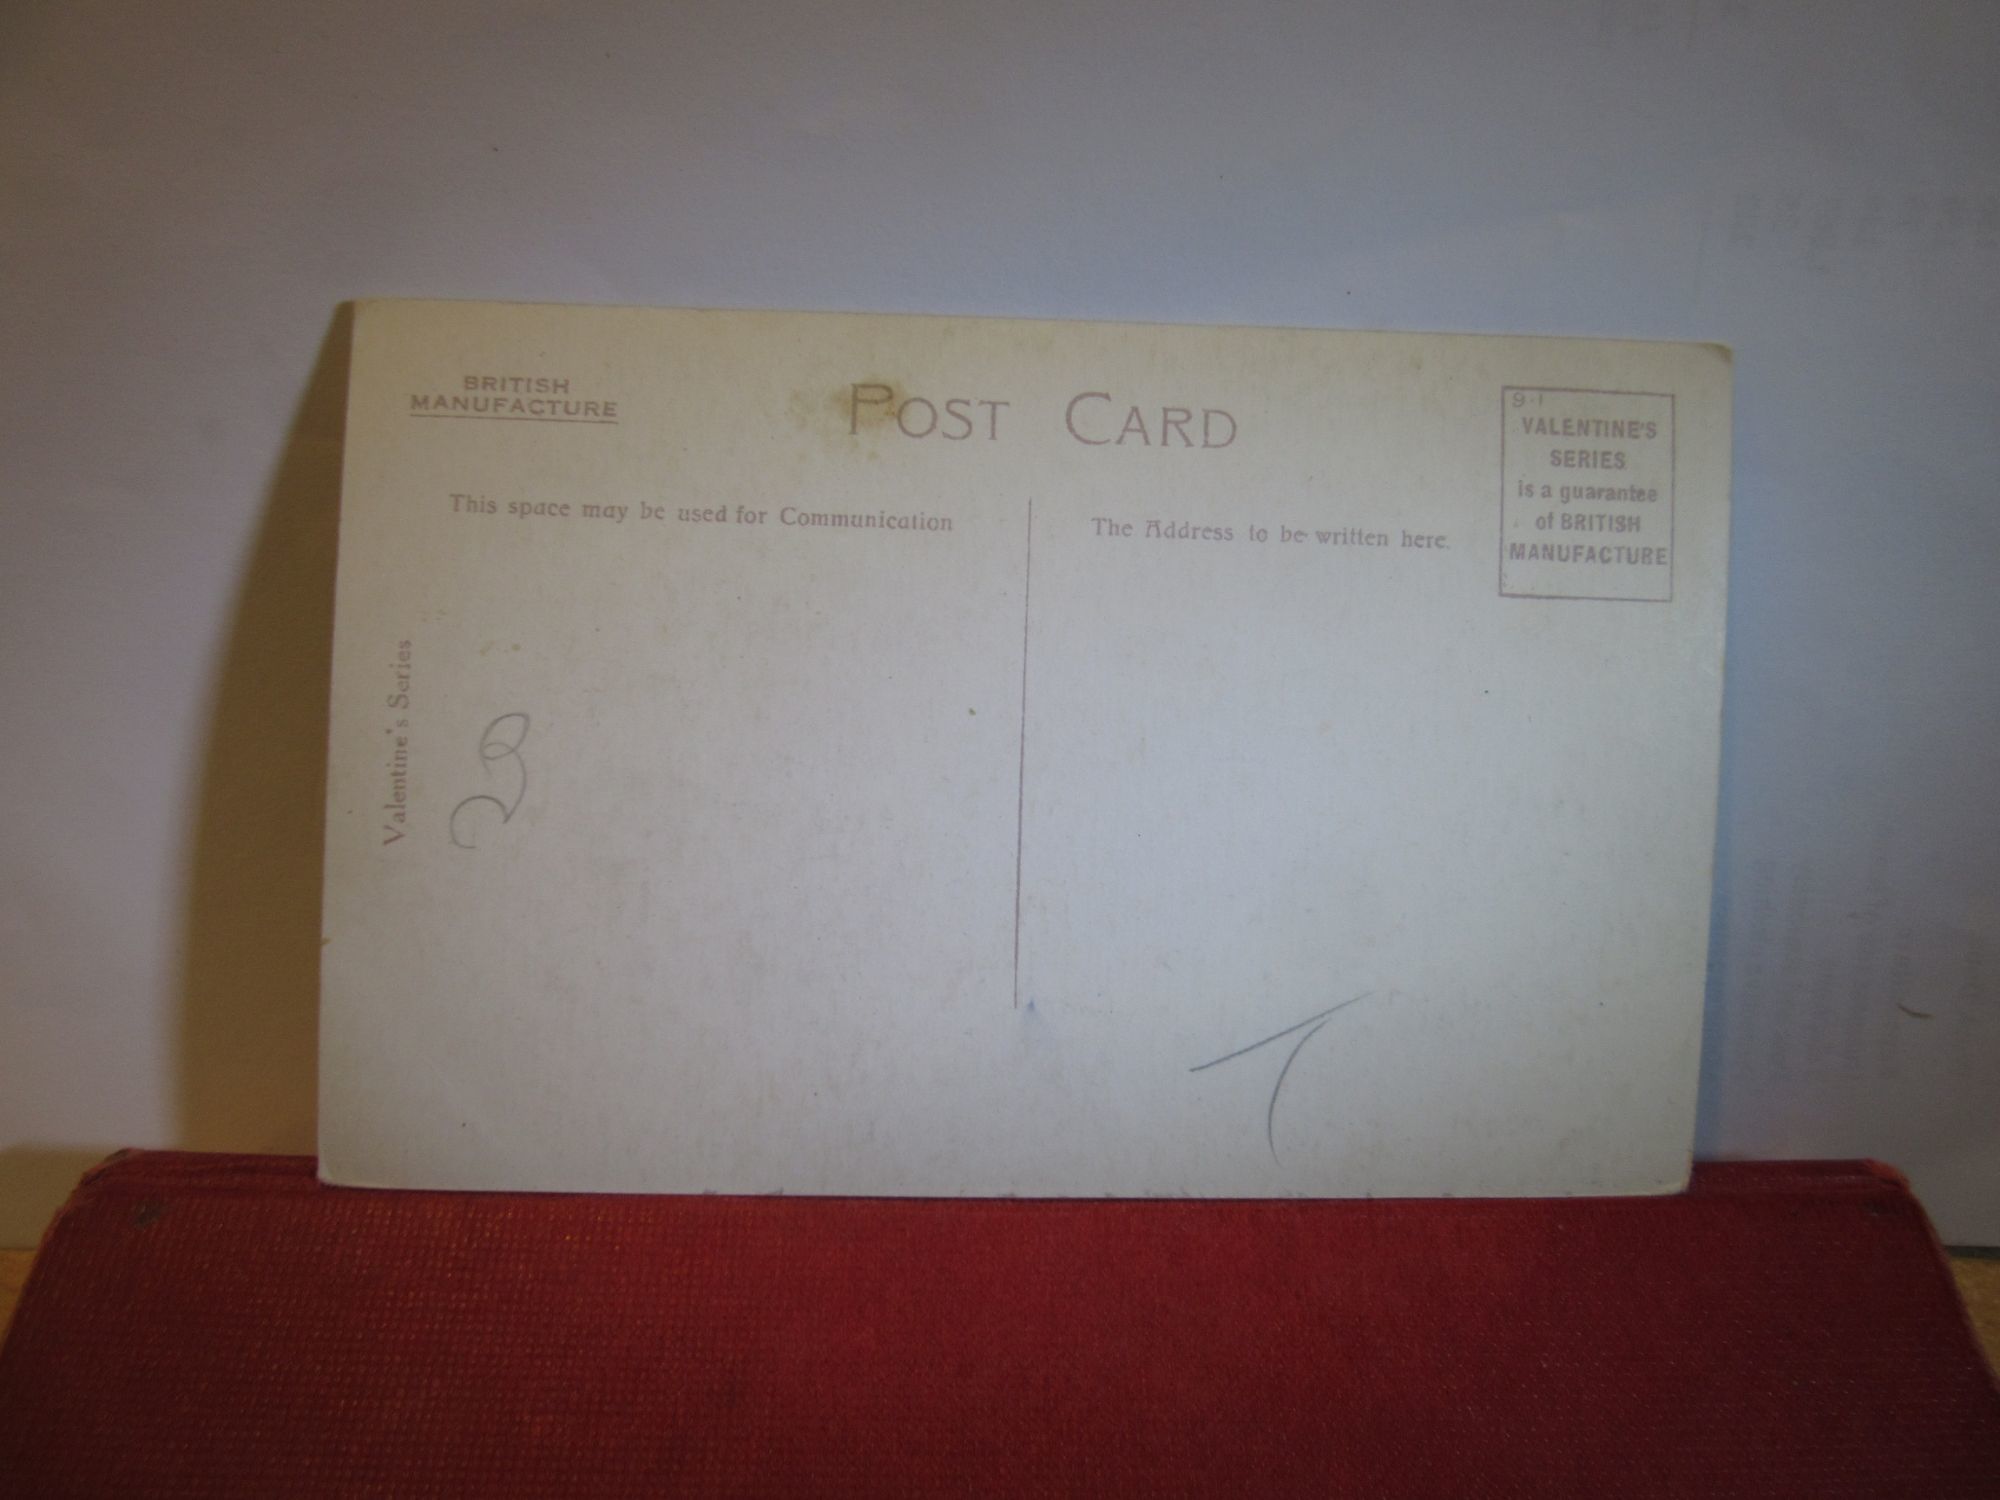 BRITISH
MANUFACTURE
POST CARD
9-1
VALENTINE'S
SERIES
is a guarantee
of BRITISH
MANUFACTURE
This space may be used for Communication
The Address to be written here.
Valentine's Series